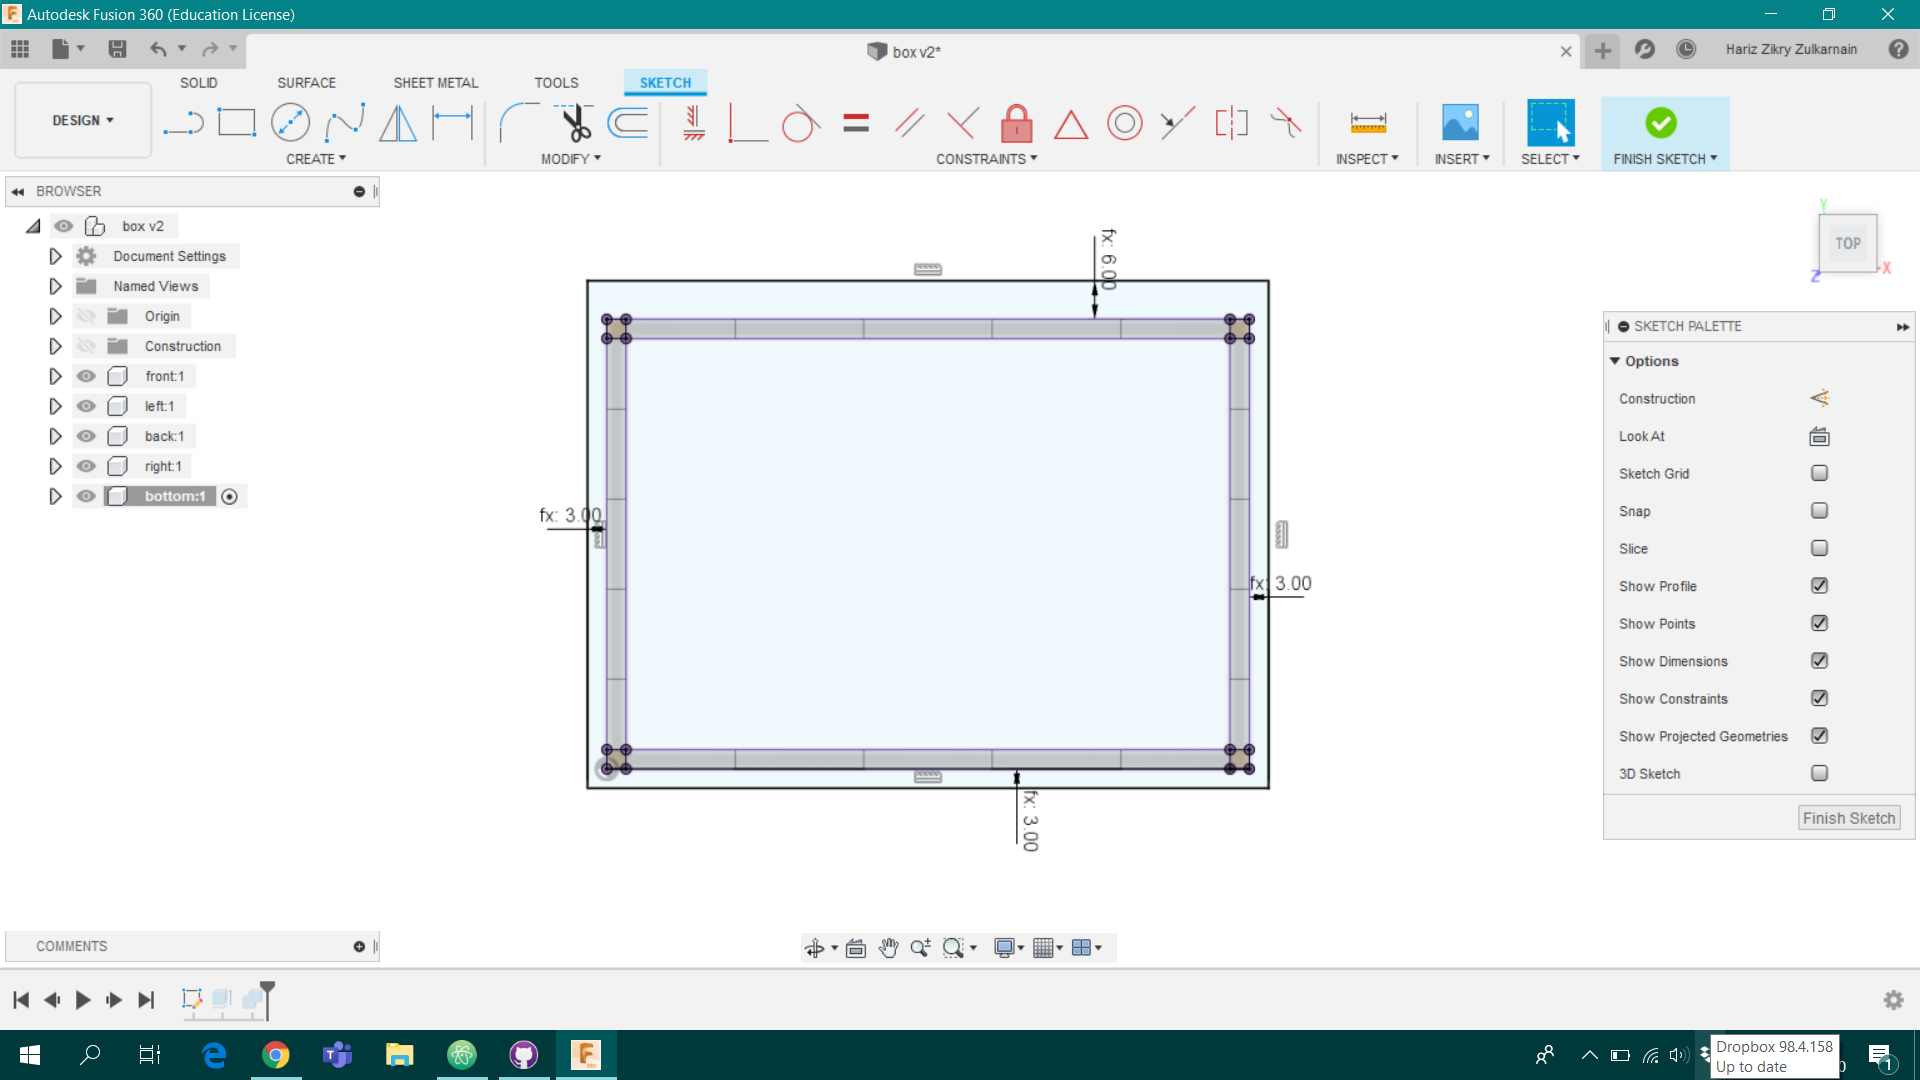 Autodesk Fusion 360 (Education License)
box v2*
Hariz Zikry Zulkarnain
SOLID
SURFACE
SHEET METAL
TOOLS
SKETCH
DESIGN
CREATE
MODIFY
CONSTRAINTS
INSPECT
INSERT
SELECT
FINISH SKETCH
BROWSER
box v2
Document Settings
Named Views
Origin
Construction
front:1
left:1
back:1
right:1
bottom:1
fx: 6.00
fx: 3.00
fx: 3.00
fx: 3.00
Y
TOP
X
Z
SKETCH PALETTE
Options
Construction
Look At
Sketch Grid
Snap
Slice
Show Profile
Show Points
Show Dimensions
Show Constraints
Show Projected Geometries
3D Sketch
Finish Sketch
COMMENTS
Dropbox 98.4.158
Up to date
1